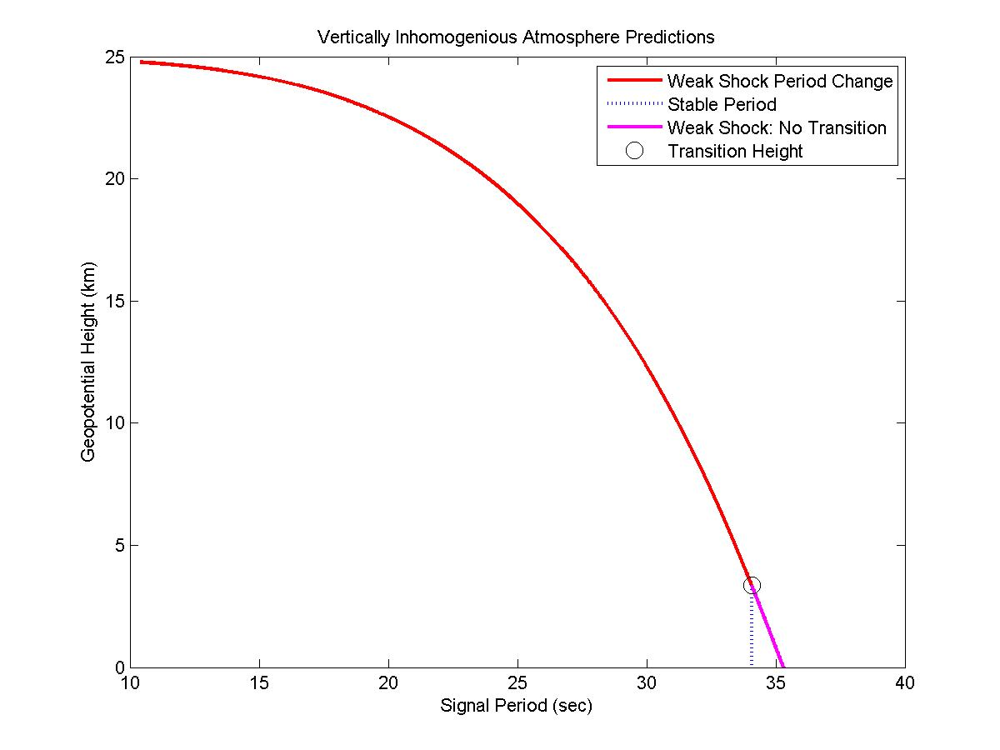 Vertically Inhomogenious Atmosphere Predictions
25
20
15
10
5
0
Geopotential Height (km)
Weak Shock Period Change
Stable Period
Weak Shock: No Transition
Transition Height
10 15 20 25 30 35 40
Signal Period (sec)